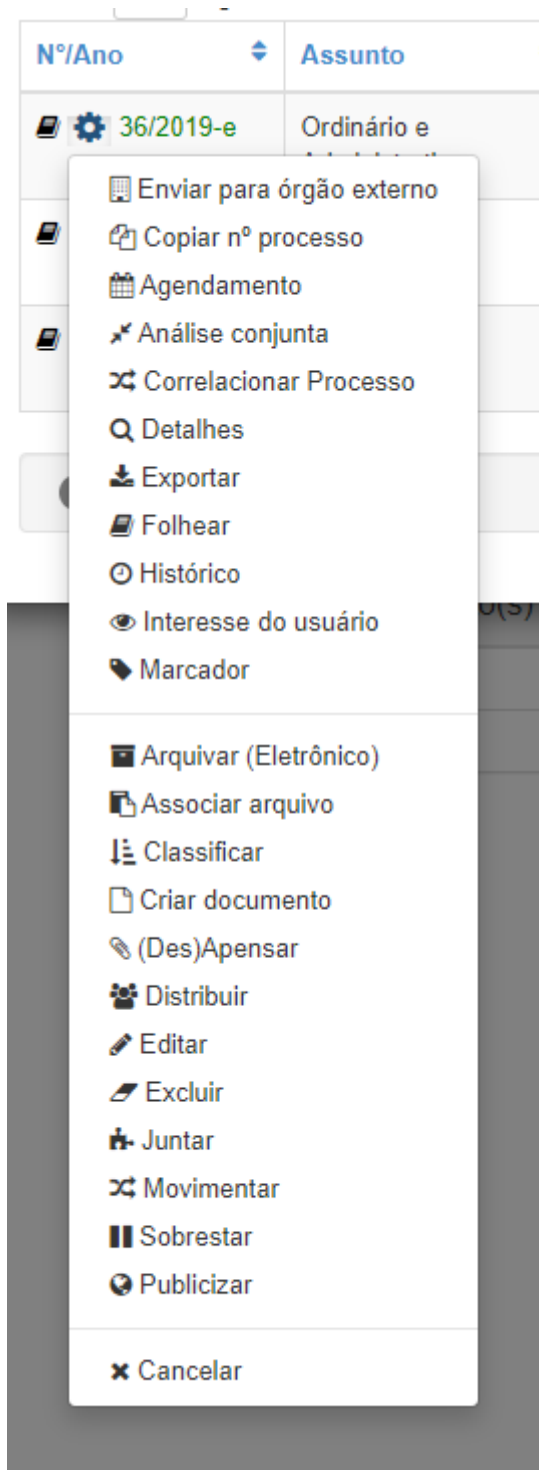 N°/Ano Assunto
36/2019-e Ordinário e
Enviar para órgão externo
Copiar nº processo
Agendamento
Análise conjunta
Correlacionar Processo
Detalhes
Exportar
Folhear
Histórico
o(s)
Interesse do usuário
Marcador
Arquivar (Eletrônico)
Associar arquivo
Classificar
Criar documento
(Des)Apensar
Distribuir
Editar
Excluir
Juntar
Movimentar
Sobrestar
Publicizar
Cancelar